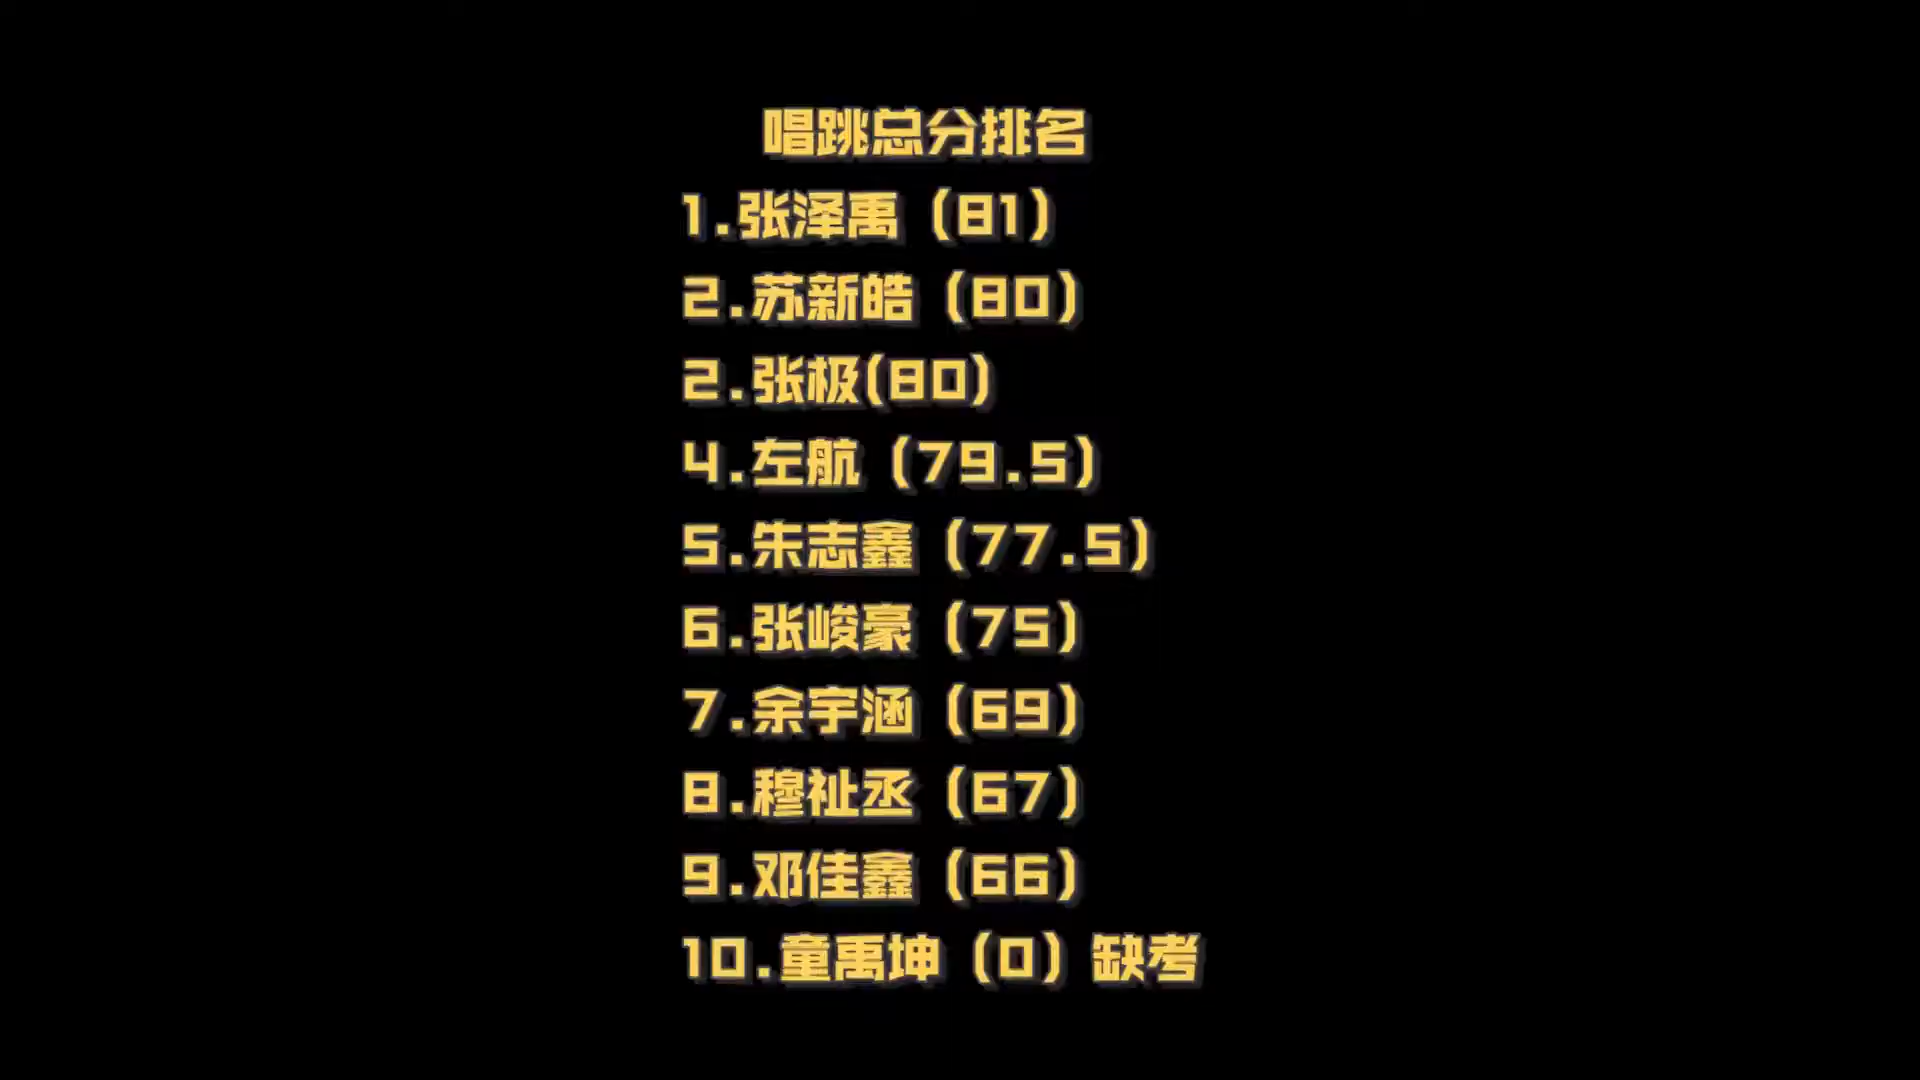 唱跳总分排名
1.张泽禹（81）
2.苏新皓（80）
2.张极(80)
4.左航（79.5）
5.朱志鑫（77.5）
6.张峻豪（75）
7.余宇涵（69）
8.穆祉丞（67）
9.邓佳鑫（66）
10.童禹坤（0）缺考